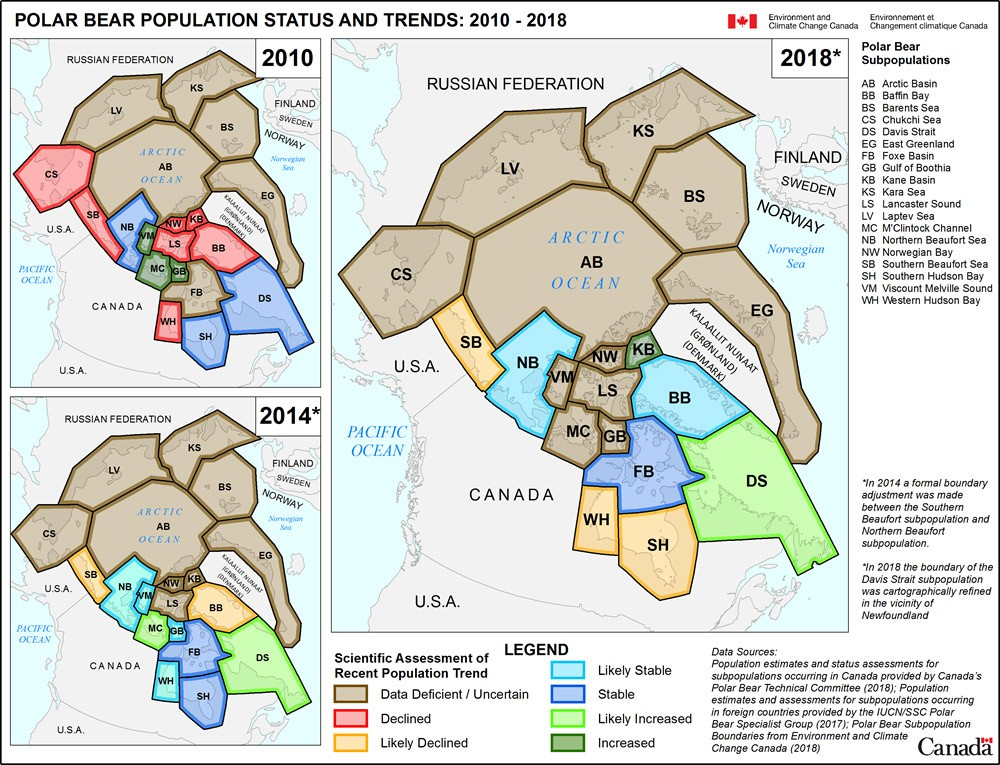 POLAR BEAR POPULATION STATUS AND TRENDS: 2010 - 2018
Environment and
Climate Change Canada
Environnement et
Changement climatique Canada
2010
RUSSIAN FEDERATION
FINLAND
SWEDEN
NORWAY
Norwegian
Sea
KS
LV
BS
ARCTIC
AB
OCEAN
CS
EG
KALAALLIT NUNAAT
(GRØNLAND)
(DENMARK)
SB
NB
NW
KB
VM
LS
BB
U.S.A.
MC
GB
PACIFIC
OCEAN
FB
DS
CANADA
WH
SH
U.S.A.
2014*
RUSSIAN FEDERATION
FINLAND
SWEDEN
NORWAY
Norwegian
Sea
KS
LV
BS
ARCTIC
AB
OCEAN
CS
EG
KALAALLIT NUNAAT
(GRØNLAND)
(DENMARK)
SB
NB
NW
KB
VM
LS
BB
U.S.A.
MC
GB
PACIFIC
OCEAN
FB
DS
CANADA
WH
SH
U.S.A.
2018*
RUSSIAN FEDERATION
KS
FINLAND
LV
SWEDEN
BS
NORWAY
ARCTIC
Norwegian
Sea
AB
CS
OCEAN
EG
KALAALLIT NUNAAT
(GRØNLAND)
(DENMARK)
SB
NB
NW
KB
U.S.A.
VM
LS
BB
PACIFIC
OCEAN
MC
GB
FB
DS
CANADA
WH
SH
U.S.A.
Polar Bear
Subpopulations
AB Arctic Basin
BB Baffin Bay
BS Barents Sea
CS Chukchi Sea
DS Davis Strait
EG East Greenland
FB Foxe Basin
GB Gulf of Boothia
KB Kane Basin
KS Kara Sea
LS Lancaster Sound
LV Laptev Sea
MC M'Clintock Channel
NB Northern Beaufort Sea
NW Norwegian Bay
SB Southern Beaufort Sea
SH Southern Hudson Bay
VM Viscount Melville Sound
WH Western Hudson Bay
*In 2014 a formal boundary
adjustment was made
between the Southern
Beaufort subpopulation and
Northern Beaufort
subpopulation.
*In 2018 the boundary of the
Davis Strait subpopulation
was cartographically refined
in the vicinity of
Newfoundland
LEGEND
Scientific Assessment of
Recent Population Trend
Data Deficient / Uncertain
Declined
Likely Declined
Likely Stable
Stable
Likely Increased
Increased
Data Sources:
Population estimates and status assessments for
subpopulations occurring in Canada provided by Canada's
Polar Bear Technical Committee (2018); Population
estimates and assessments for subpopulations occurring
in foreign countries provided by the IUCN/SSC Polar
Bear Specialist Group (2017); Polar Bear Subpopulation
Boundaries from Environment and Climate
Change Canada (2018)
Canada